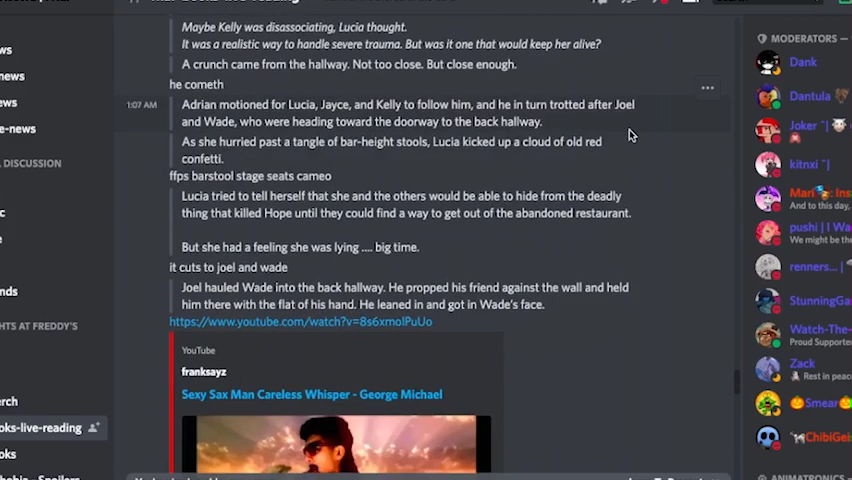 Maybe Kelly was disassociating, Lucia thought.
It was a realistic way to handle severe trauma. But was it one that would keep her alive?
A crunch came from the hallway. Not too close. But close enough.
he cometh
1:07 AM
Adrian motioned for Lucia, Jayce, and Kelly to follow him, and he in turn trotted after Joel
and Wade, who were heading toward the doorway to the back hallway.
As she hurried past a tangle of bar-height stools, Lucia kicked up a cloud of old red
confetti.
ffps barstool stage seats cameo
Lucia tried to tell herself that she and the others would be able to hide from the deadly
thing that killed Hope until they could find a way to get out of the abandoned restaurant.
But she had a feeling she was lying .... big time.
it cuts to joel and wade
Joel hauled Wade into the back hallway. He propped his friend against the wall and held
him there with the flat of his hand. He leaned in and got in Wade's face.
https://www.youtube.com/watch?v=8s6xmolPuUo
YouTube
franksayz
Sexy Sax Man Careless Whisper - George Michael
ws
news
ws
e-news
L DISCUSSION
c
nds
GHTS AT FREDDY'S
rch
oks-live-reading
oks
MODERATORS
Dank
Dantula
Joker ^|
kitnxi ^|
Mari
Ins
And to this day,
pushi | I Wa
We might be the
renners... |
StunningGa
Watch-The-
Proud Supporte
Zack
Rest in peac
Smear
ChibiGeis
ANIMATRONICS